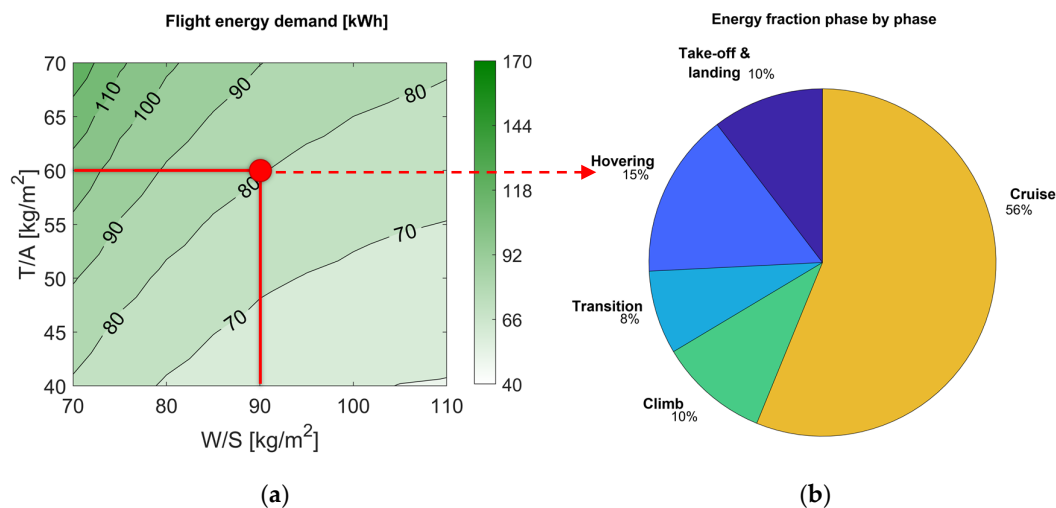 Flight energy demand [kWh]
70
65
60
55
50
45
40
T/A [kg/m²]
70
80
90
100
110
W/S [kg/m²]
110
100
90
80
80
90
70
80
70
170
144
118
92
66
40
(a)
Energy fraction phase by phase
Take-off &
landing 10%
Hovering
15%
Cruise
56%
Transition
8%
Climb
10%
(b)